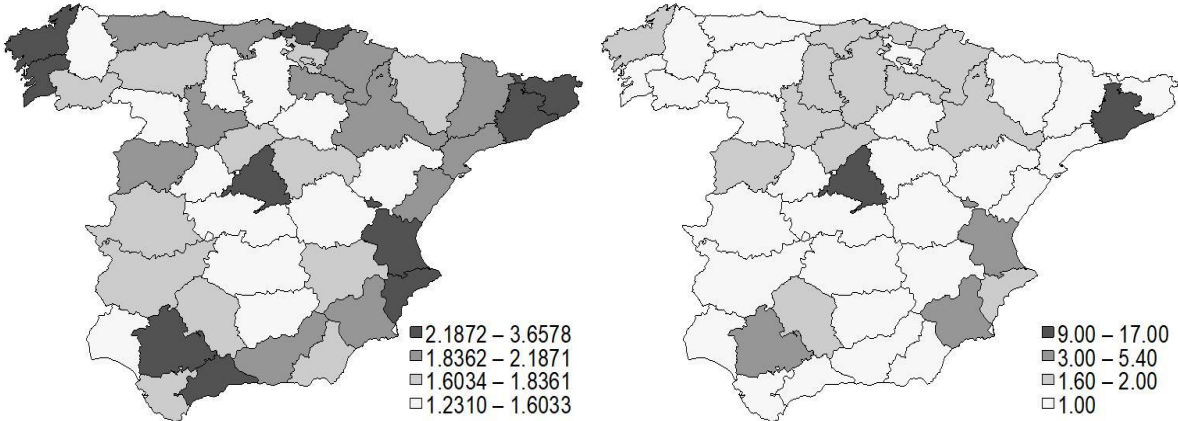 2.1872 – 3.6578
1.8362 – 2.1871
1.6034 – 1.8361
1.2310 – 1.6033
9.00 – 17.00
3.00 – 5.40
1.60 – 2.00
1.00